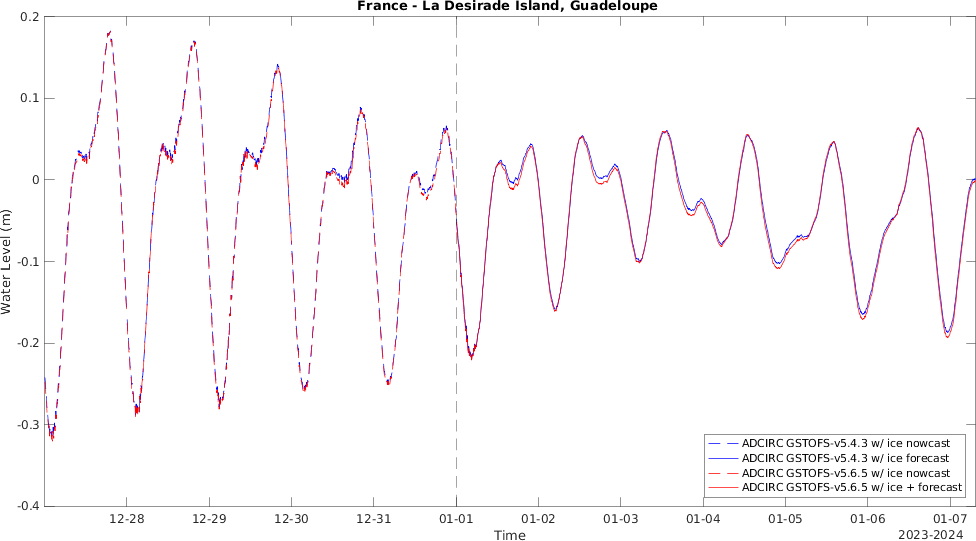 France - La Desirade Island, Guadeloupe
Water Level (m)
0.2
0.1
0
-0.1
-0.2
-0.3
-0.4
ADCIRC GSTOFS-v5.4.3 w/ ice nowcast
ADCIRC GSTOFS-v5.4.3 w/ ice forecast
ADCIRC GSTOFS-v5.6.5 w/ ice nowcast
ADCIRC GSTOFS-v5.6.5 w/ ice + forecast
12-28 12-29 12-30 12-31 01-01 01-02 01-03 01-04 01-05 01-06 01-07
Time
2023-2024